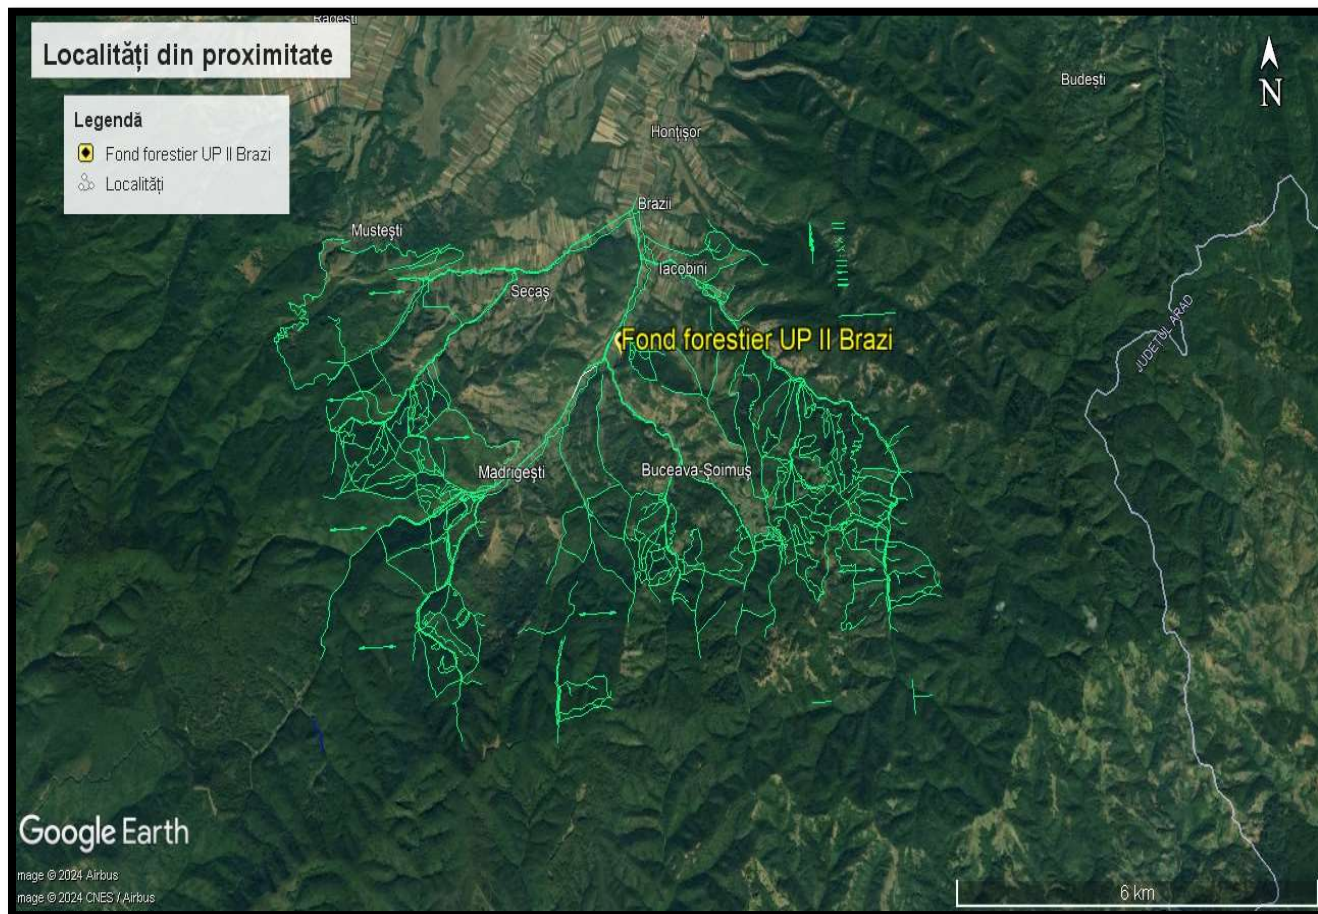 Rădești
Localități din proximitate
Budești
N
Legendă
Fond forestier UP II Brazi
Localități
Honțișor
Brazii
Mustești
Iacobini
Secaș
JUDEȚUL ARAD
Fond forestier UP II Brazi
Madrigești
Buceava-Șoimuș
Google Earth
mage © 2024 Airbus
mage © 2024 CNES / Airbus
6 km